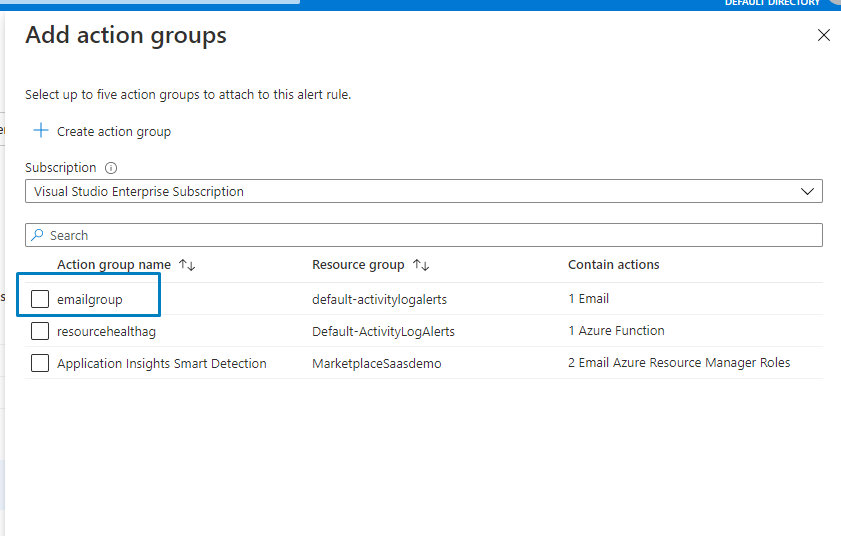 DEFAULT DIRECTORY
Add action groups
Select up to five action groups to attach to this alert rule.
Create action group
Subscription
Visual Studio Enterprise Subscription
Search
Action group name Resource group Contain actions
emailgroup default-activitylogalerts 1 Email
resourcehealthag Default-ActivityLogAlerts 1 Azure Function
Application Insights Smart Detection MarketplaceSaasdemo 2 Email Azure Resource Manager Roles